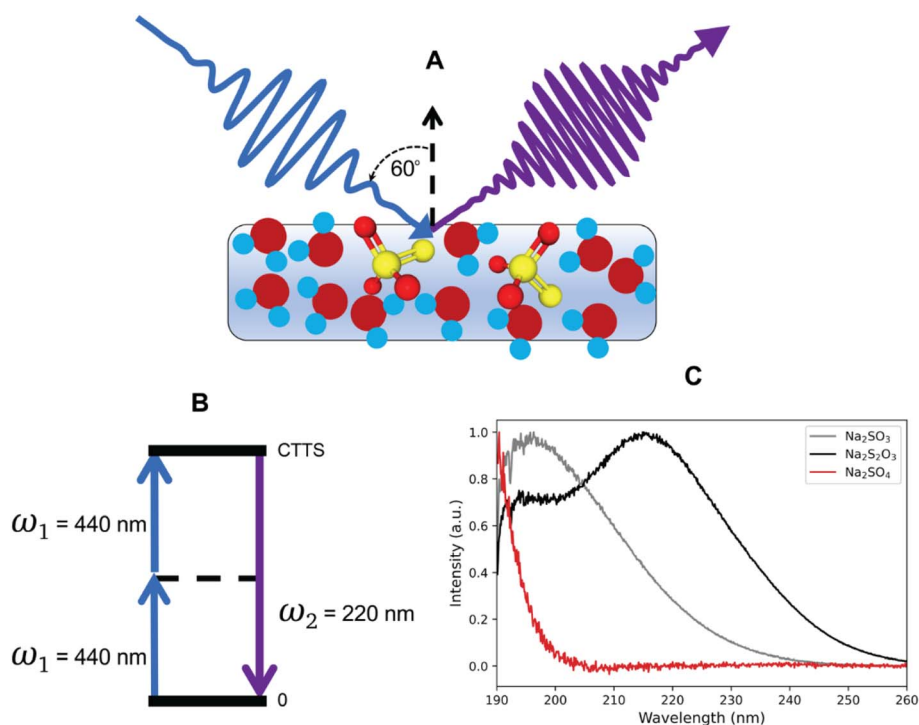 A
60°
B
CTTS
ω₁ = 440 nm
ω₂ = 220 nm
ω₁ = 440 nm
0
C
Intensity (a.u.)
1.0
0.8
0.6
0.4
0.2
0.0
Na₂SO₃
Na₂S₂O₃
Na₂SO₄
190 200 210 220 230 240 250 260
Wavelength (nm)